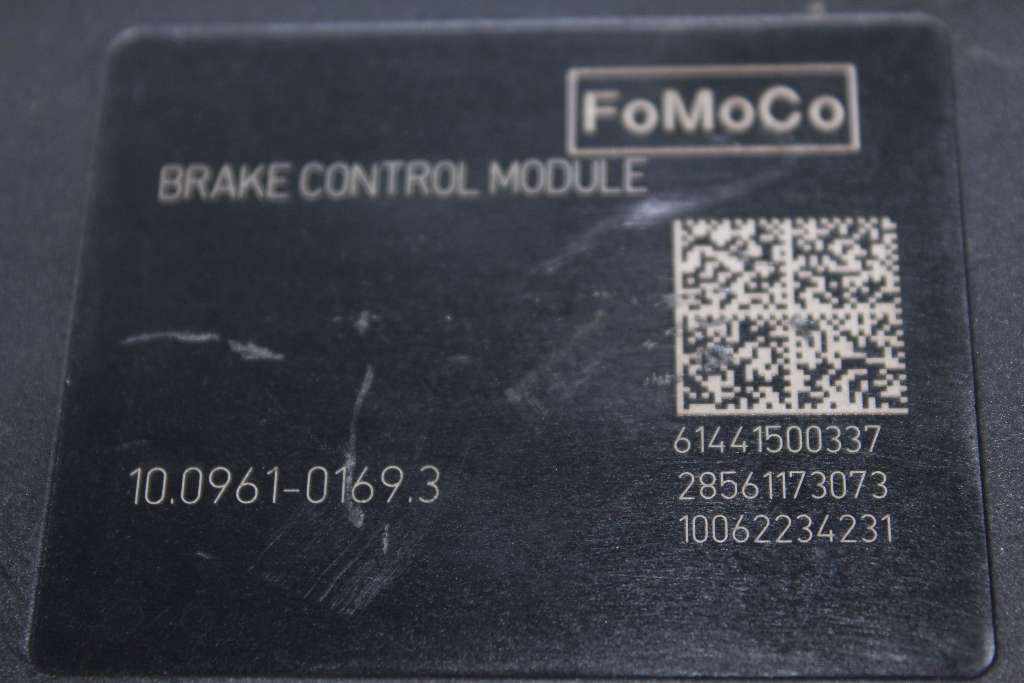 FoMoCo
BRAKE CONTROL MODULE
61441500337
10.0961-0169.3
28561173073
10062234231